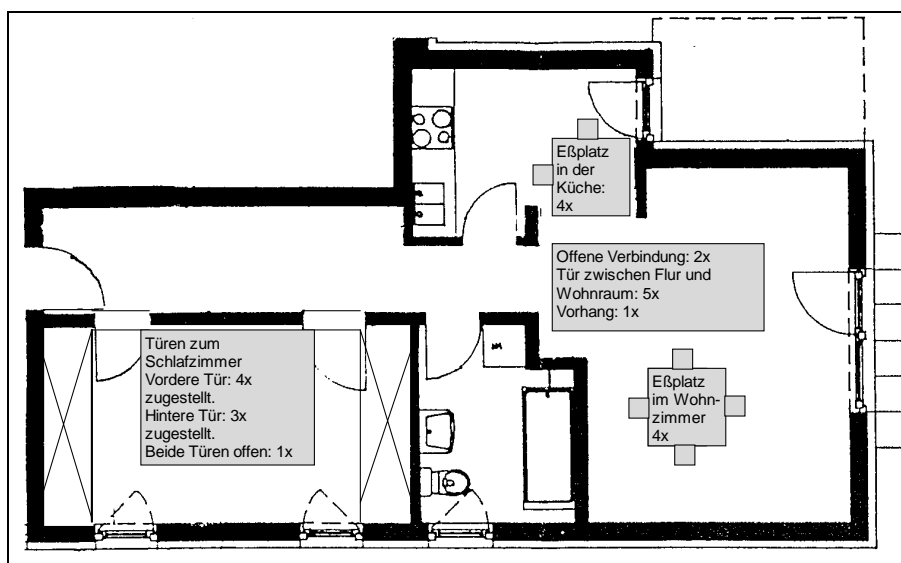 Eßplatz
in der
Küche:
4x
Offene Verbindung: 2x
Tür zwischen Flur und
Wohnraum: 5x
Vorhang: 1x
Türen zum
Schlafzimmer
Vordere Tür: 4x
zugestellt.
Hintere Tür: 3x
zugestellt.
Beide Türen offen: 1x
M
Eßplatz
im Wohn-
zimmer
4x